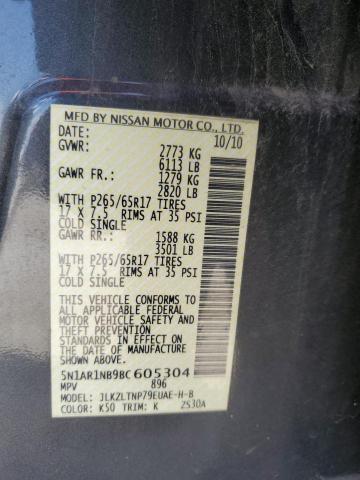 MFD BY NISSAN MOTOR CO., LTD.
DATE: 10/10
GVWR: 2773 KG
6113 LB
GAWR FR.: 1279 KG
2820 LB
WITH P265/65R17 TIRES
17 X 7.5 RIMS AT 35 PSI
COLD SINGLE
GAWR RR.: 1588 KG
3501 LB
WITH P265/65R17 TIRES
17 X 7.5 RIMS AT 35 PSI
COLD SINGLE
THIS VEHICLE CONFORMS TO
ALL APPLICABLE FEDERAL
MOTOR VEHICLE SAFETY
AND THEFT PREVENTION
STANDARDS IN EFFECT ON
THE DATE OF MANUFACTURE
SHOWN ABOVE.
5N1AR1NB9BC605304
MPV 896
MODEL: JLKZLTNP79EUAE-H-B
COLOR: K50 TRIM: K 2530A